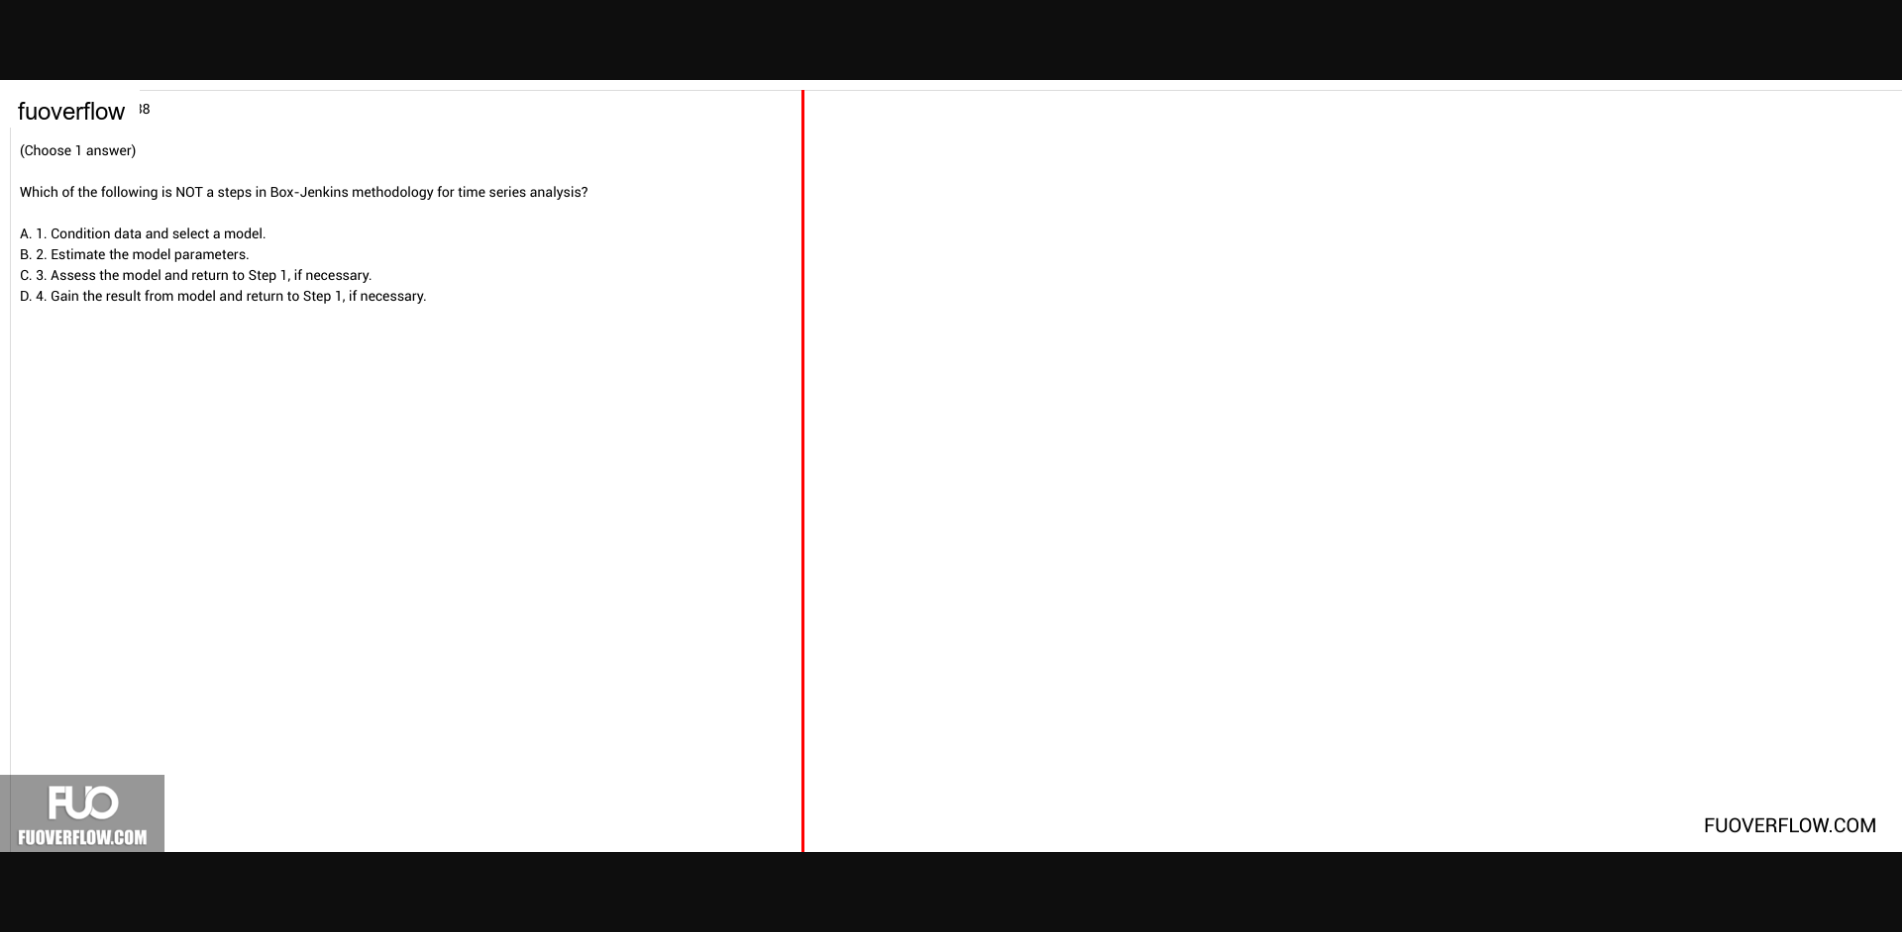 fuoverflow 38
(Choose 1 answer)
Which of the following is NOT a steps in Box-Jenkins methodology for time series analysis?
A. 1. Condition data and select a model.
B. 2. Estimate the model parameters.
C. 3. Assess the model and return to Step 1, if necessary.
D. 4. Gain the result from model and return to Step 1, if necessary.
FUO
FUOVERFLOW.COM
FUOVERFLOW.COM